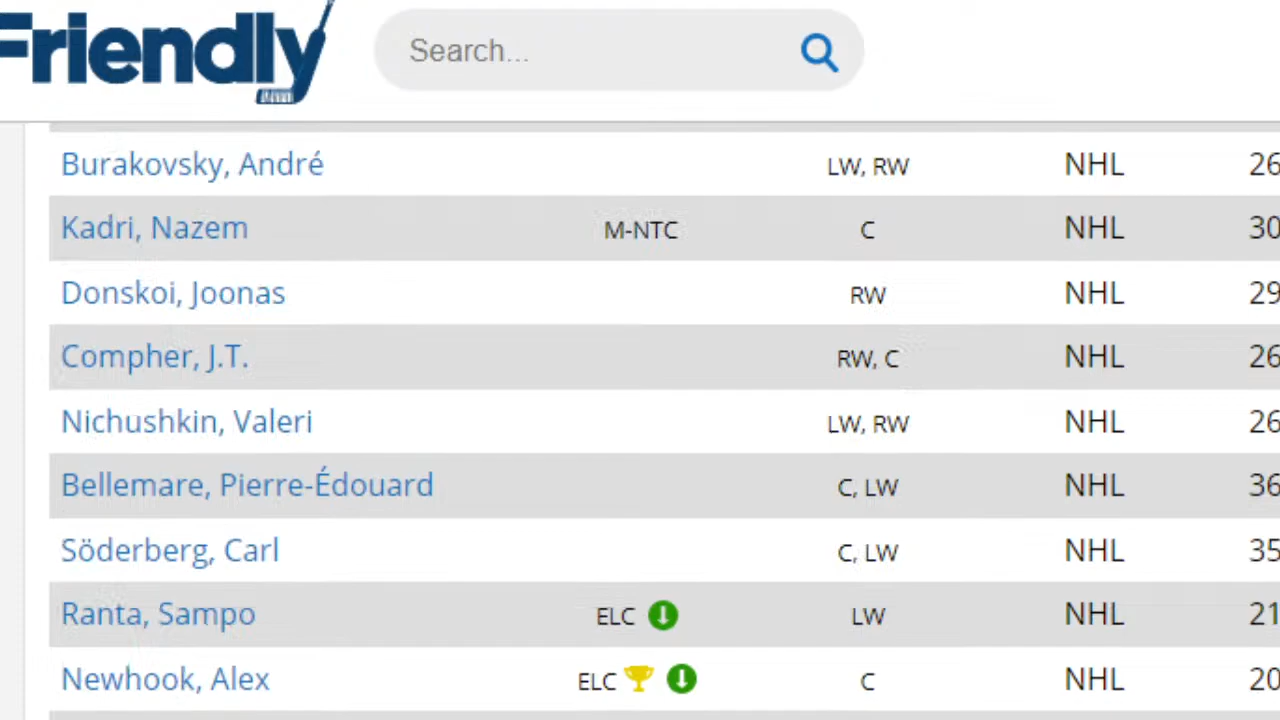 Friendly Search...
Burakovsky, André LW, RW NHL 26
Kadri, Nazem M-NTC C NHL 30
Donskoi, Joonas RW NHL 29
Compher, J.T. RW, C NHL 26
Nichushkin, Valeri LW, RW NHL 26
Bellemare, Pierre-Édouard C, LW NHL 36
Söderberg, Carl C, LW NHL 35
Ranta, Sampo ELC LW NHL 21
Newhook, Alex ELC C NHL 20